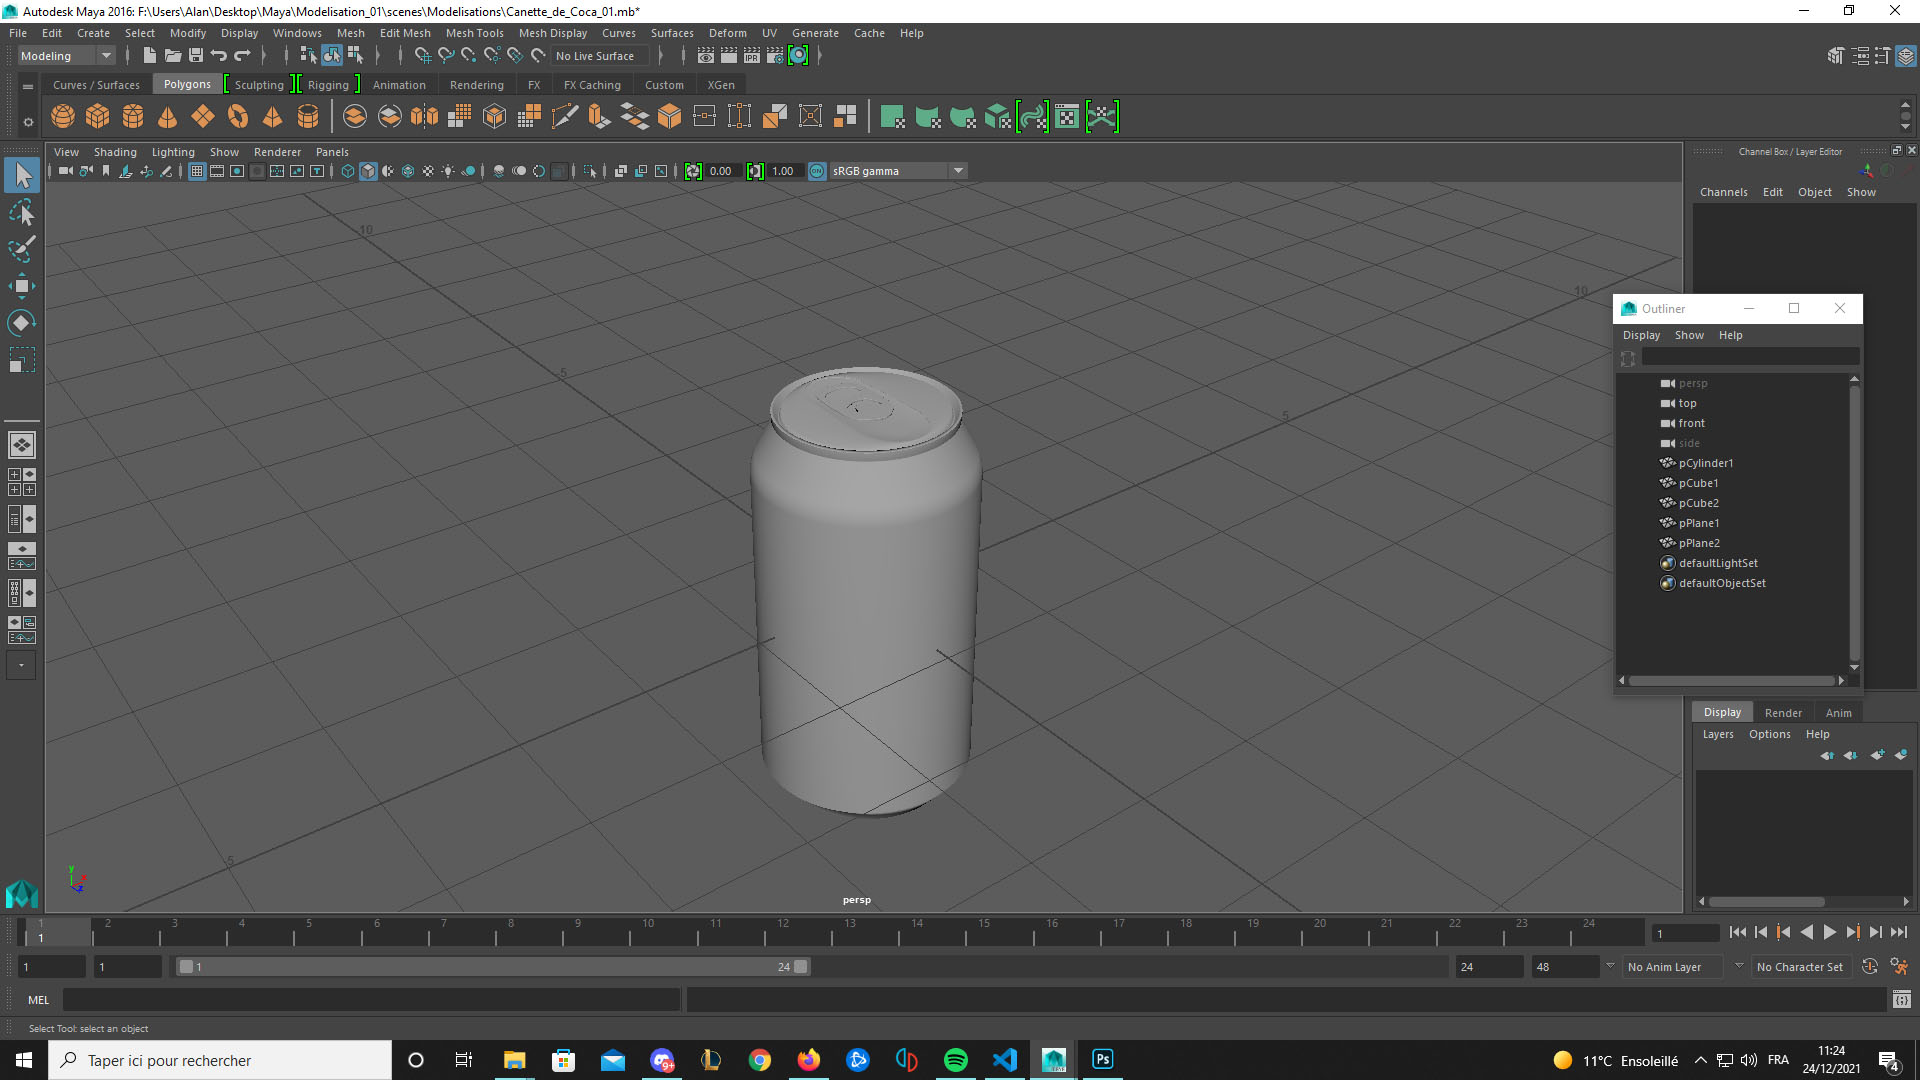 Autodesk Maya 2016: F:\Users\Alan\Desktop\Maya\Modelisation_01\scenes\Modelisations\Canette_de_Coca_01.mb*
File Edit Create Select Modify Display Windows Mesh Edit Mesh Mesh Tools Mesh Display Curves Surfaces Deform UV Generate Cache Help
Modeling No Live Surface IPR
Curves / Surfaces Polygons Sculpting Rigging Animation Rendering FX FX Caching Custom XGen
View Shading Lighting Show Renderer Panels
0.00 1.00 ON sRGB gamma
Channel Box / Layer Editor
Channels Edit Object Show
10
10
5
5
5
Outliner
Display Show Help
persp
top
front
side
pCylinder1
pCube1
pCube2
pPlane1
pPlane2
defaultLightSet
defaultObjectSet
Display Render Anim
Layers Options Help
y
x
z
persp
1 2 3 4 5 6 7 8 9 10 11 12 13 14 15 16 17 18 19 20 21 22 23 24
1
1
1 1 1 24 24 48 No Anim Layer No Character Set
MEL
Select Tool: select an object
Taper ici pour rechercher
9+
Ps
11°C Ensoleillé
FRA
11:24
24/12/2021
4